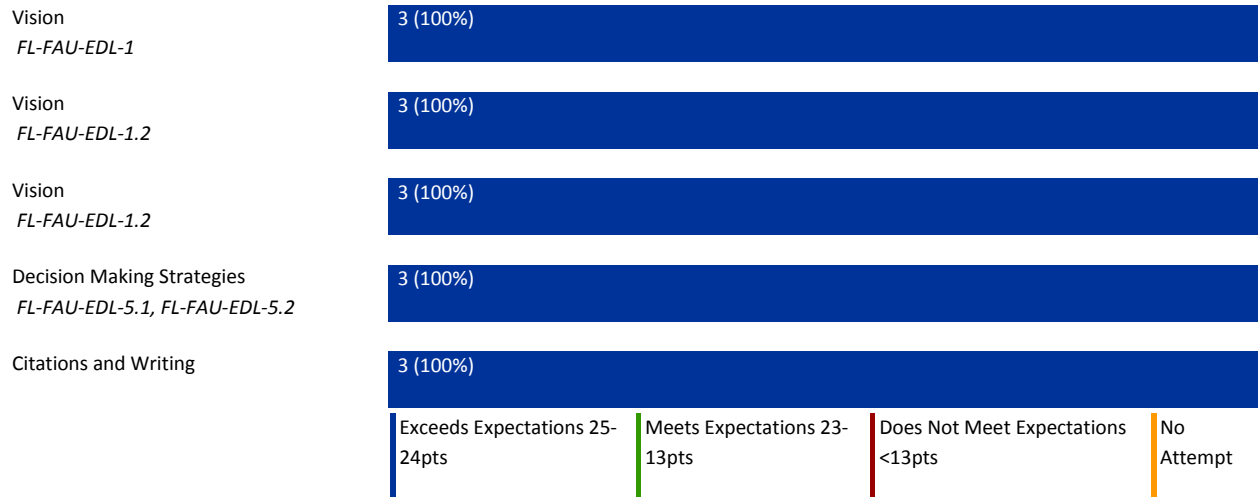 Vision
3 (100%)
FL-FAU-EDL-1
Vision
3 (100%)
FL-FAU-EDL-1.2
Vision
3 (100%)
FL-FAU-EDL-1.2
Decision Making Strategies
3 (100%)
FL-FAU-EDL-5.1, FL-FAU-EDL-5.2
Citations and Writing
3 (100%)
Exceeds Expectations 25-
24pts
Meets Expectations 23-
13pts
Does Not Meet Expectations
<13pts
No
Attempt